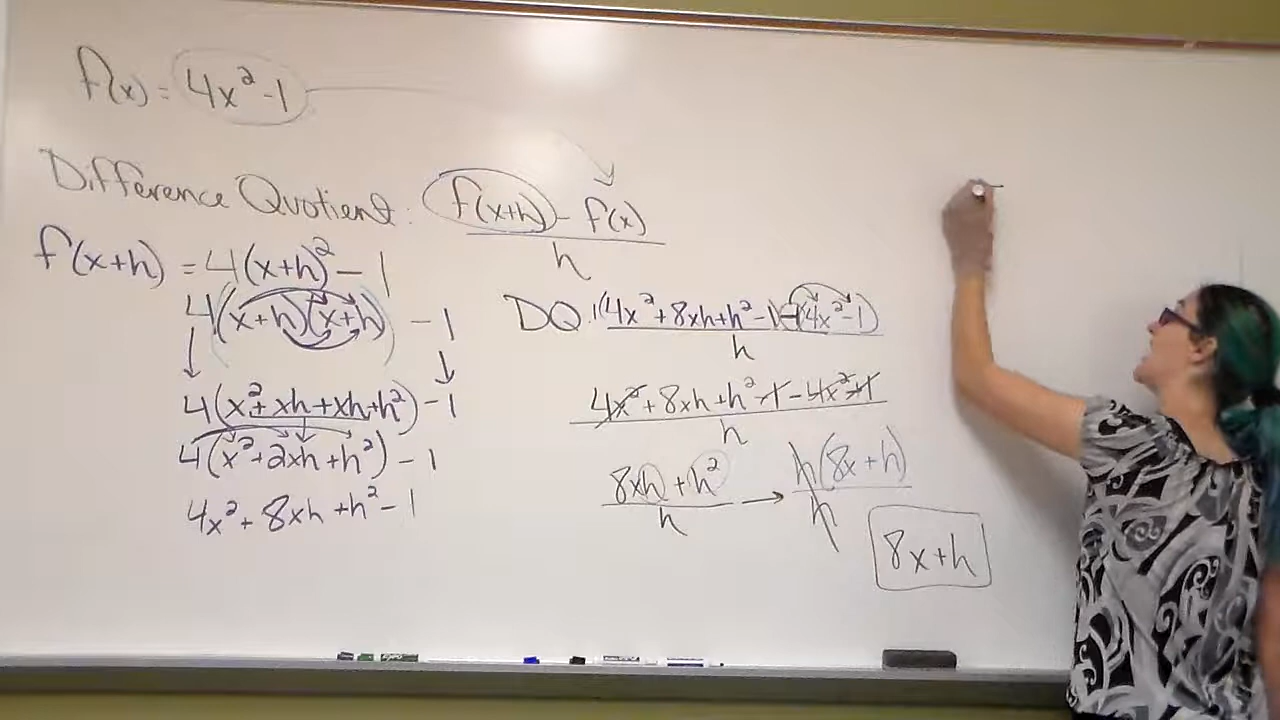 f(x) = 4x² - 1
Difference Quotient: f(x+h) - f(x)
h
f(x+h) = 4(x+h)² - 1
4((x+h)(x+h)) - 1
4(x² + xh + xh + h²) - 1
4(x² + 2xh + h²) - 1
4x² + 8xh + h² - 1
DQ: (4x² + 8xh + h² - 1) - (4x² - 1)
h
4x² + 8xh + h² - 1 - 4x² + 1
h
8xh + h² → h(8x + h)
h h
8x + h